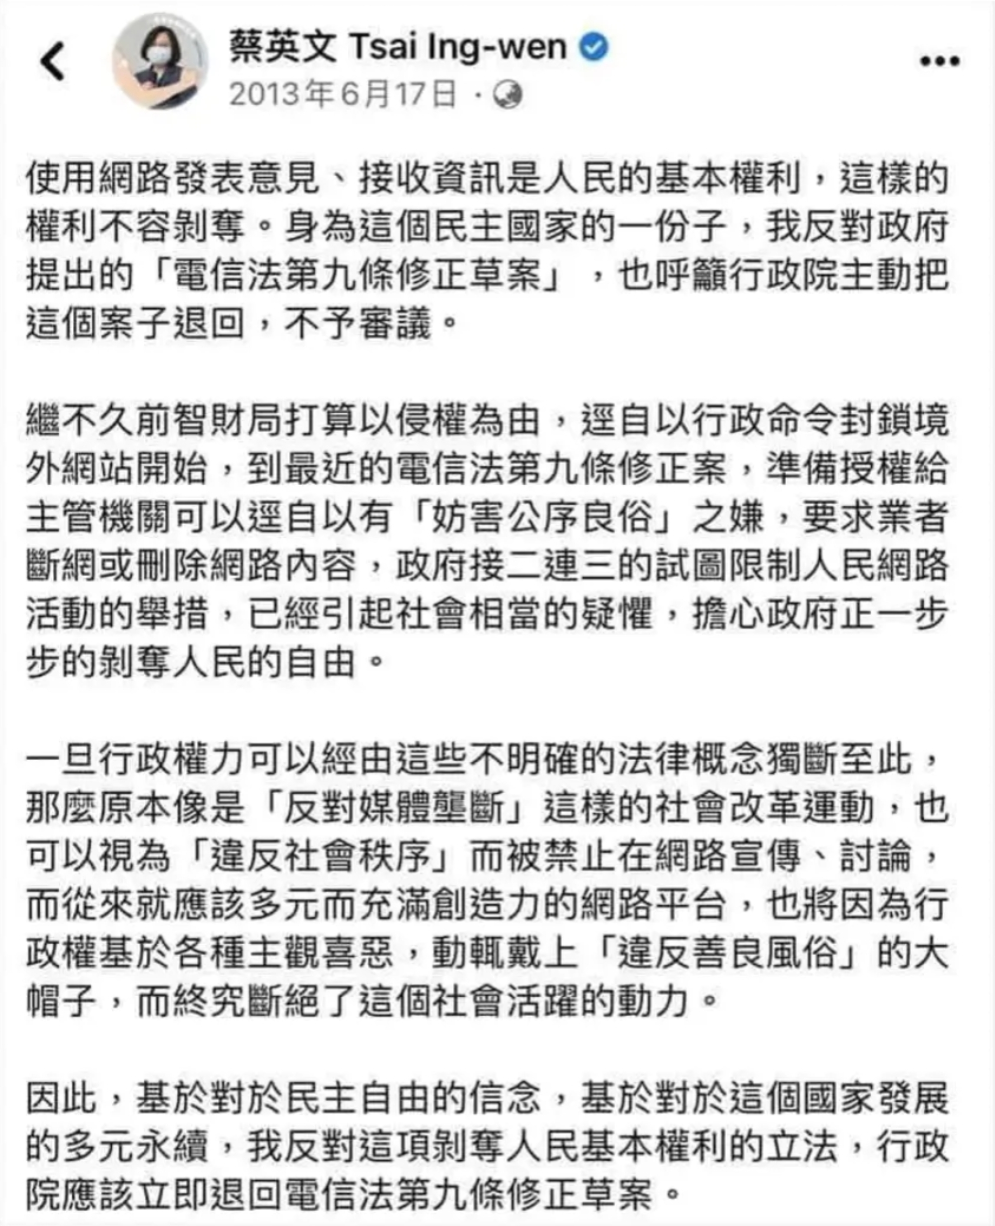 蔡英文 Tsai Ing-wen
2013年6月17日 ·
使用網路發表意見、接收資訊是人民的基本權利，這樣的
權利不容剝奪。身為這個民主國家的一份子，我反對政府
提出的「電信法第九條修正草案」，也呼籲行政院主動把
這個案子退回，不予審議。
繼不久前智財局打算以侵權為由，逕自以行政命令封鎖境
外網站開始，到最近的電信法第九條修正案，準備授權給
主管機關可以逕自以有「妨害公序良俗」之嫌，要求業者
斷網或刪除網路內容，政府接二連三的試圖限制人民網路
活動的舉措，已經引起社會相當的疑懼，擔心政府正一步
步的剝奪人民的自由。
一旦行政權力可以經由這些不明確的法律概念獨斷至此，
那麼原本像是「反對媒體壟斷」這樣的社會改革運動，也
可以視為「違反社會秩序」而被禁止在網路宣傳、討論，
而從來就應該多元而充滿創造力的網路平台，也將因為行
政權基於各種主觀喜惡，動輒戴上「違反善良風俗」的大
帽子，而終究斷絕了這個社會活躍的動力。
因此，基於對於民主自由的信念，基於對於這個國家發展
的多元永續，我反對這項剝奪人民基本權利的立法，行政
院應該立即退回電信法第九條修正草案。